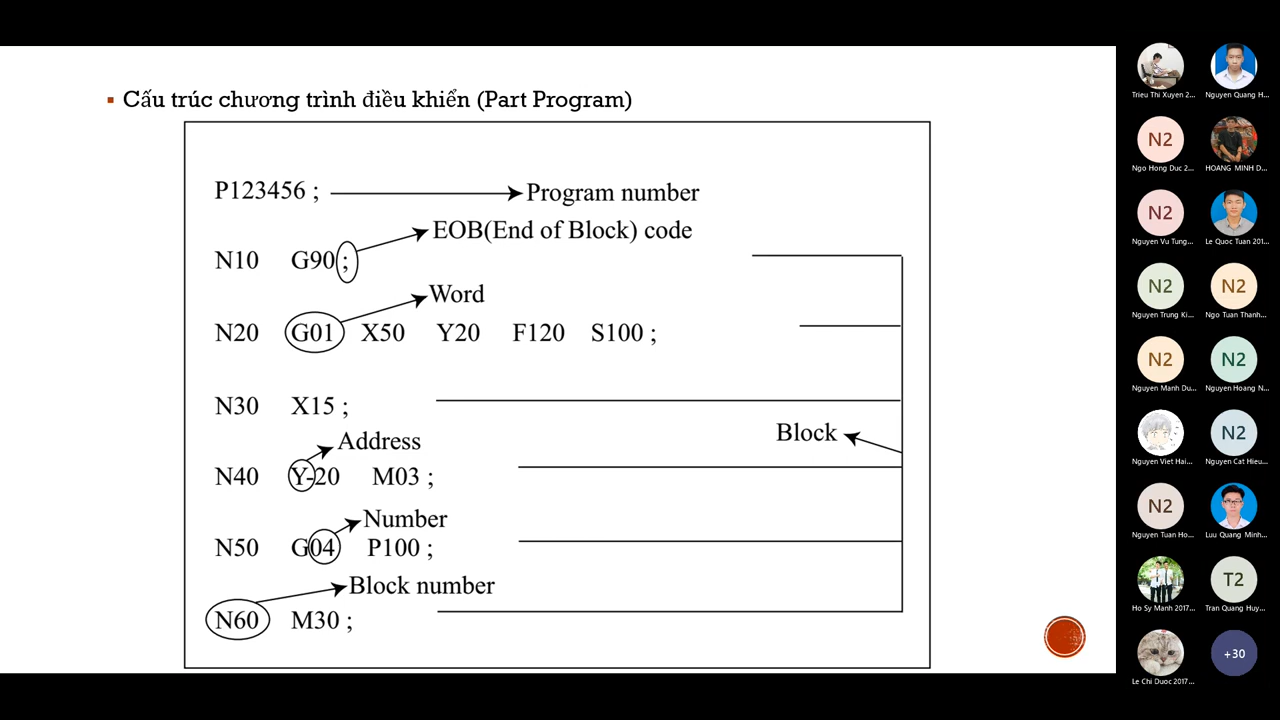 Cấu trúc chương trình điều khiển (Part Program)
P123456 ; Program number
EOB(End of Block) code
N10 G90 ;
Word
N20 G01 X50 Y20 F120 S100 ;
N30 X15 ;
Block
Address
N40 Y-20 M03 ;
Number
N50 G04 P100 ;
Block number
N60 M30 ;
Trieu Thi Xuyen 2... Nguyen Quang H...
N2
Ngo Hong Duc 2... HOANG MINH D...
N2
Nguyen Vu Tung... Le Quoc Tuan 201...
N2 N2
Nguyen Trung Ki... Ngo Tuan Thanh...
N2 N2
Nguyen Manh Du... Nguyen Hoang N...
N2
Nguyen Viet Hai... Nguyen Cat Hieu...
N2
Nguyen Tuan Ho... Luu Quang Minh...
T2
Ho Sy Manh 2017... Tran Quang Huy...
+30
Le Chi Duoc 2017...